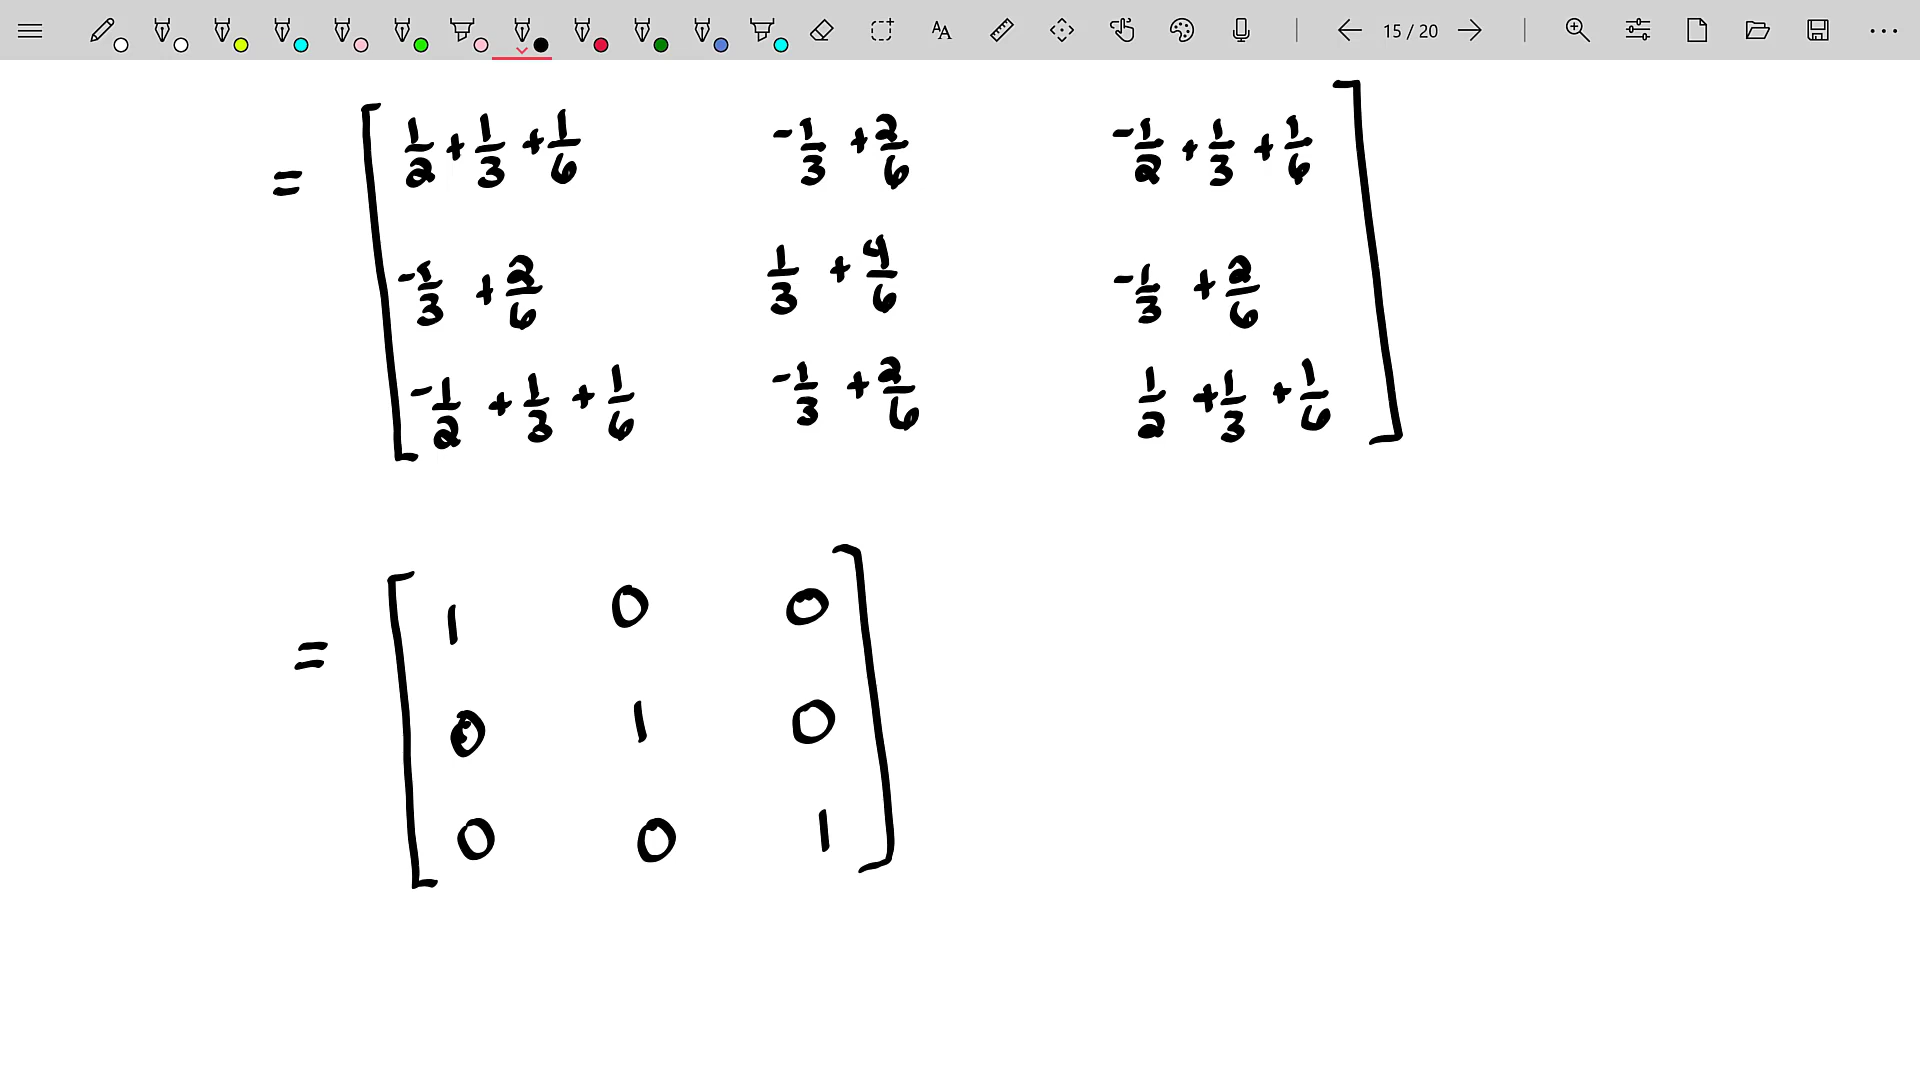 15 / 20
= [ 1/2 + 1/3 + 1/6   -1/3 + 2/6   -1/2 + 1/3 + 1/6
-1/3 + 2/6   1/3 + 4/6   -1/3 + 2/6
-1/2 + 1/3 + 1/6   -1/3 + 2/6   1/2 + 1/3 + 1/6 ]
= [ 1 0 0
0 1 0
0 0 1 ]